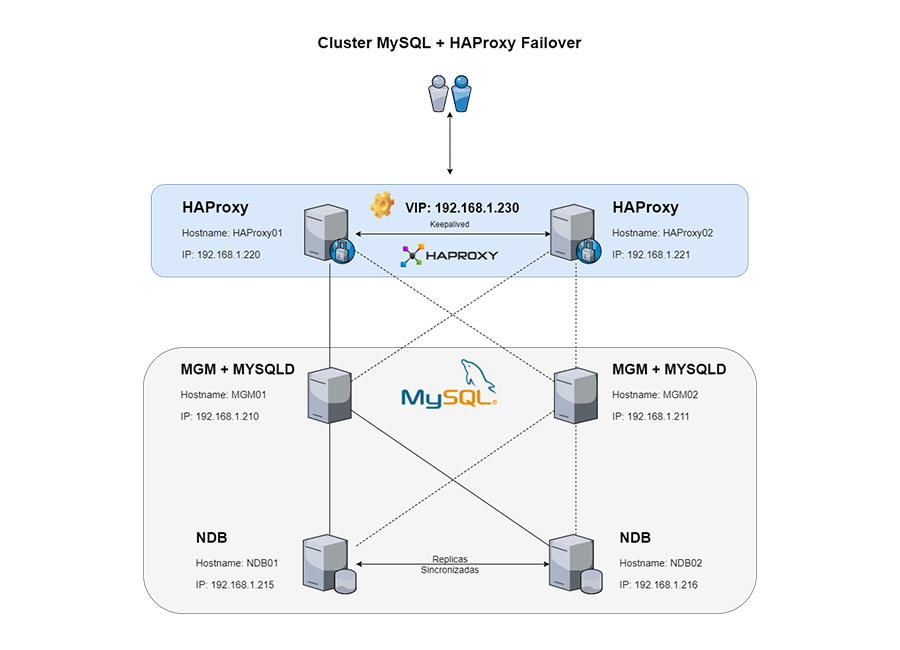 Cluster MySQL + HAProxy Failover
HAProxy
Hostname: HAProxy01
IP: 192.168.1.220
VIP: 192.168.1.230
Keepalived
HAPROXY
HAProxy
Hostname: HAProxy02
IP: 192.168.1.221
MGM + MYSQLD
Hostname: MGM01
IP: 192.168.1.210
MySQL®
MGM + MYSQLD
Hostname: MGM02
IP: 192.168.1.211
NDB
Hostname: NDB01
IP: 192.168.1.215
Replicas
Sincronizadas
NDB
Hostname: NDB02
IP: 192.168.1.216